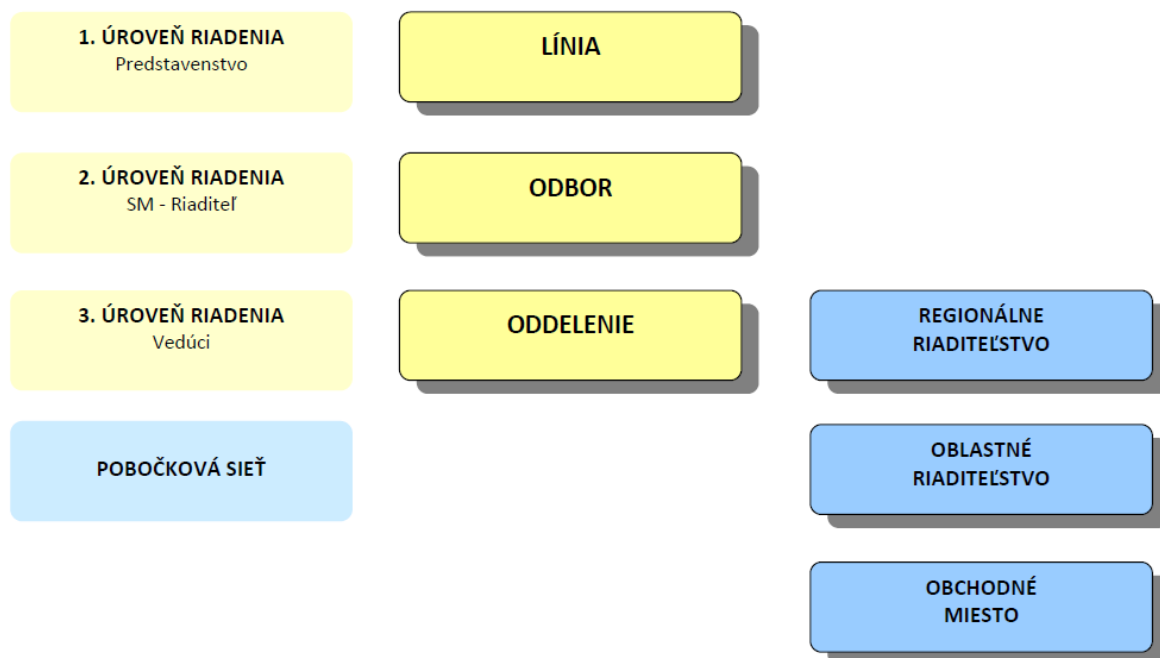 1. ÚROVEŇ RIADENIA
Predstavenstvo
LÍNIA
2. ÚROVEŇ RIADENIA
SM - Riaditeľ
ODBOR
3. ÚROVEŇ RIADENIA
Vedúci
ODDELENIE
REGIONÁLNE
RIADITEĽSTVO
POBOČKOVÁ SIEŤ
OBLASTNÉ
RIADITEĽSTVO
OBCHODNÉ
MIESTO